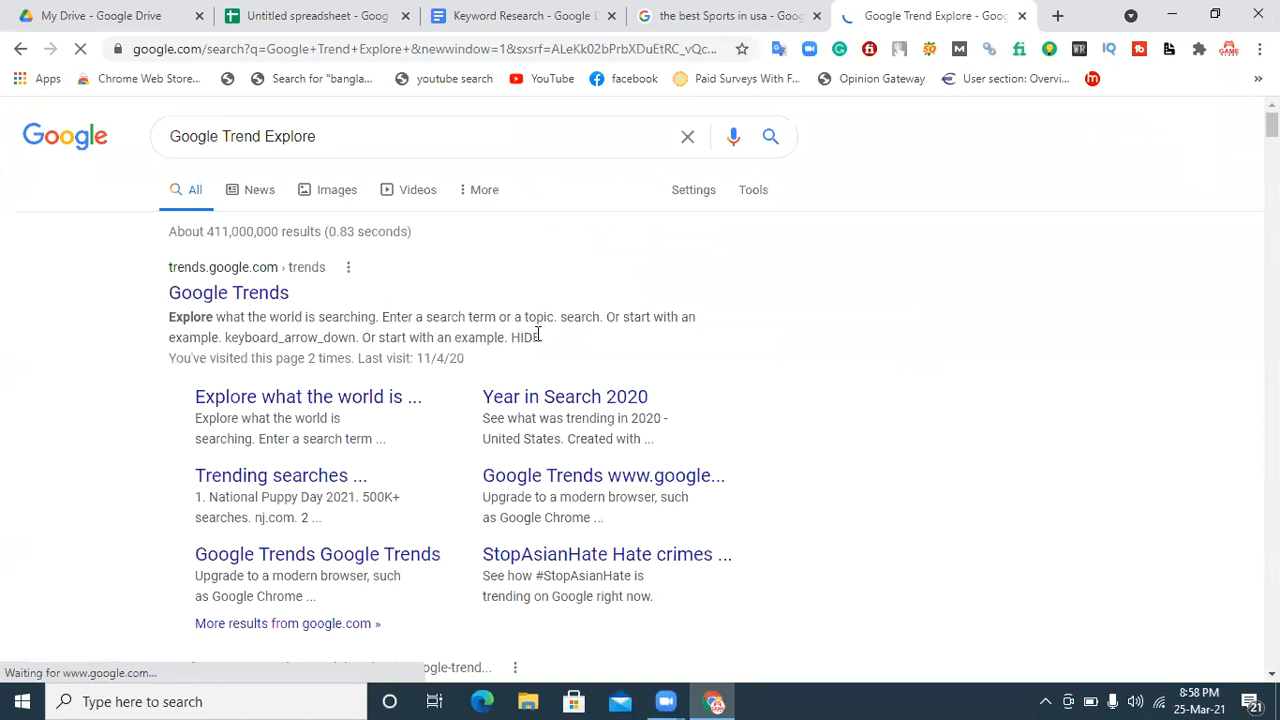 My Drive - Google Drive
Untitled spreadsheet - Goog
Keyword Research - Google D
the best Sports in usa - Goog
Google Trend Explore - Goog
google.com/search?q=Google+Trend+Explore+&newwindow=1&sxsrf=ALeKk02bPrbXDuEtRC_vQc...
Apps
Chrome Web Store...
Search for "bangla...
youtube search
YouTube
facebook
Paid Surveys With F...
Opinion Gateway
User section: Overvi...
»
Google
Google Trend Explore
All
News
Images
Videos
More
Settings
Tools
About 411,000,000 results (0.83 seconds)
trends.google.com › trends
Google Trends
Explore what the world is searching. Enter a search term or a topic. search. Or start with an
example. keyboard_arrow_down. Or start with an example. HIDE
You've visited this page 2 times. Last visit: 11/4/20
Explore what the world is ...
Explore what the world is
searching. Enter a search term ...
Year in Search 2020
See what was trending in 2020 -
United States. Created with ...
Trending searches ...
1. National Puppy Day 2021. 500K+
searches. nj.com. 2 ...
Google Trends www.google...
Upgrade to a modern browser, such
as Google Chrome ...
Google Trends Google Trends
Upgrade to a modern browser, such
as Google Chrome ...
StopAsianHate Hate crimes ...
See how #StopAsianHate is
trending on Google right now.
More results from google.com »
ogle-trend...
Waiting for www.google.com...
Type here to search
8:58 PM
25-Mar-21
21